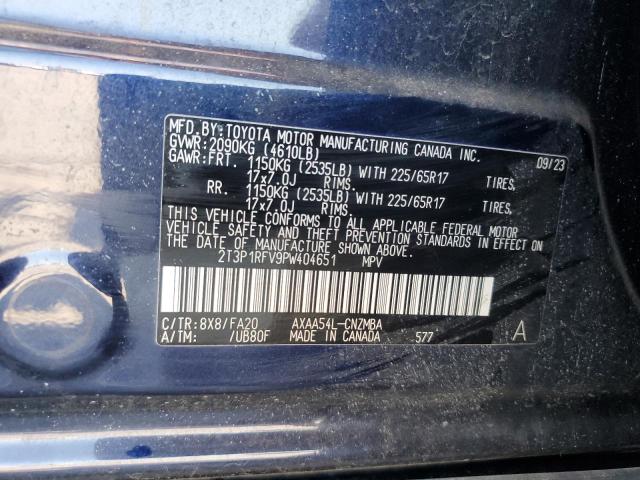 MFD. BY: TOYOTA MOTOR MANUFACTURING CANADA INC.
GVWR: 2090KG (4610LB) 09/23
GAWR: FRT. 1150KG (2535LB) WITH 225/65R17 TIRES,
17x7.0J RIMS.
RR. 1150KG (2535LB) WITH 225/65R17 TIRES,
17x7.0J RIMS.
THIS VEHICLE CONFORMS TO ALL APPLICABLE FEDERAL MOTOR
VEHICLE SAFETY AND THEFT PREVENTION STANDARDS IN EFFECT
ON THE DATE OF MANUFACTURE SHOWN ABOVE.
2T3P1RFV9PW404651 MPV
C/TR: 8X8/FA20 AXAA54L-CNZMBA
A/TM: /UB80F MADE IN CANADA 577 A